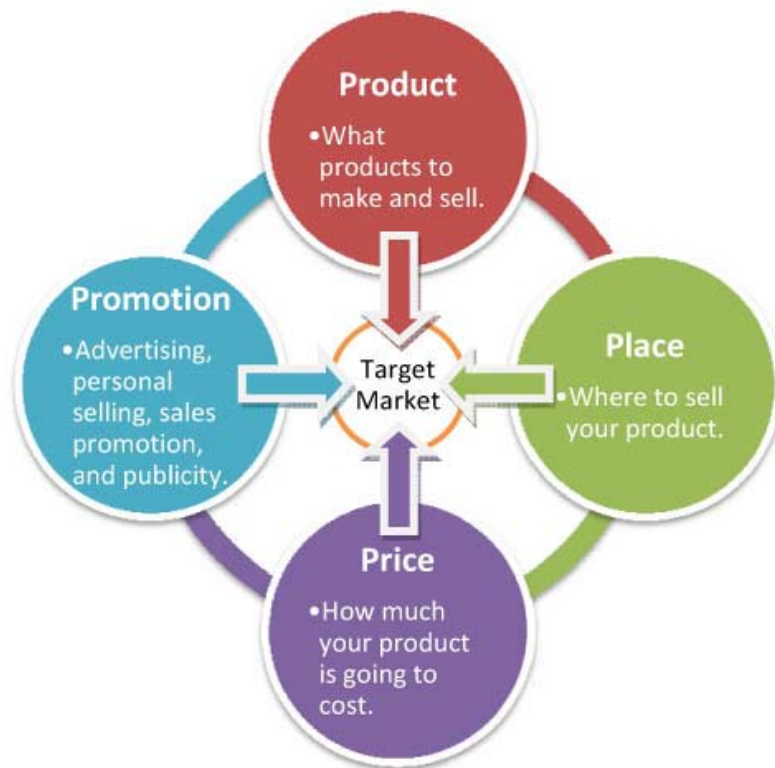 Product
•What
products to
make and sell.
Promotion
•Advertising,
personal
selling, sales
promotion,
and publicity.
Target
Market
Place
•Where to sell
your product.
Price
•How much
your product
is going to
cost.